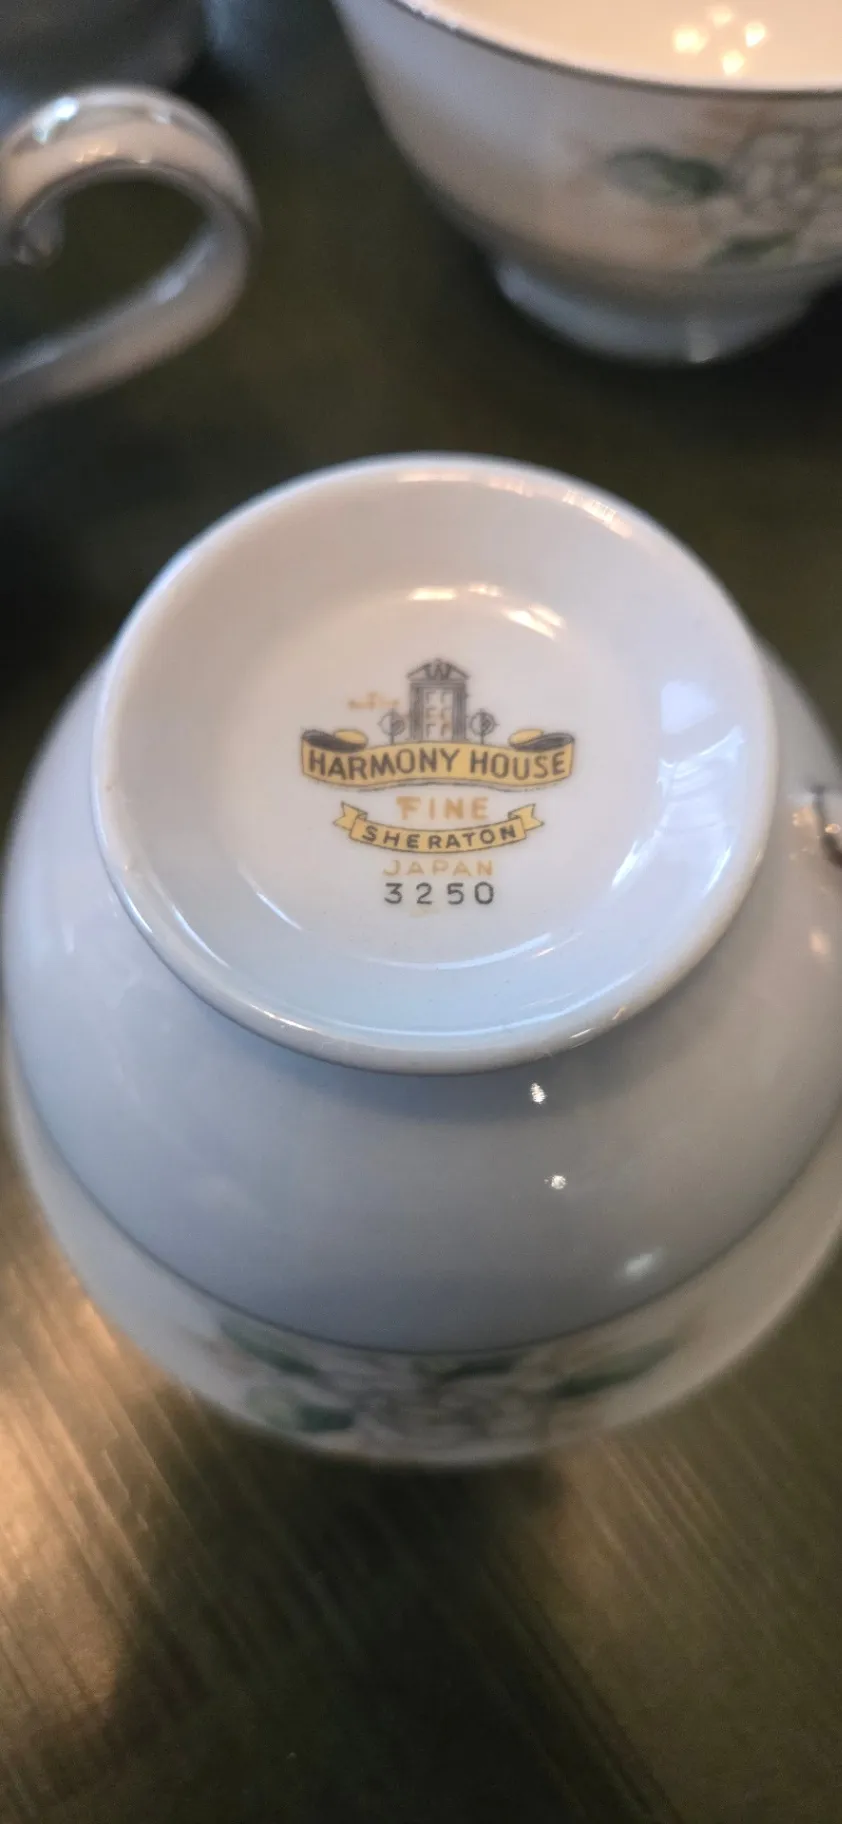 HARMONY HOUSE
FINE
SHERATON
JAPAN
3250